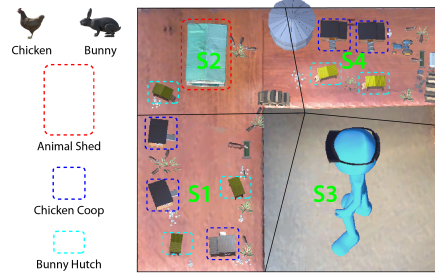 Chicken
Bunny
Animal Shed
Chicken Coop
Bunny Hutch
S2
S4
S1
S3